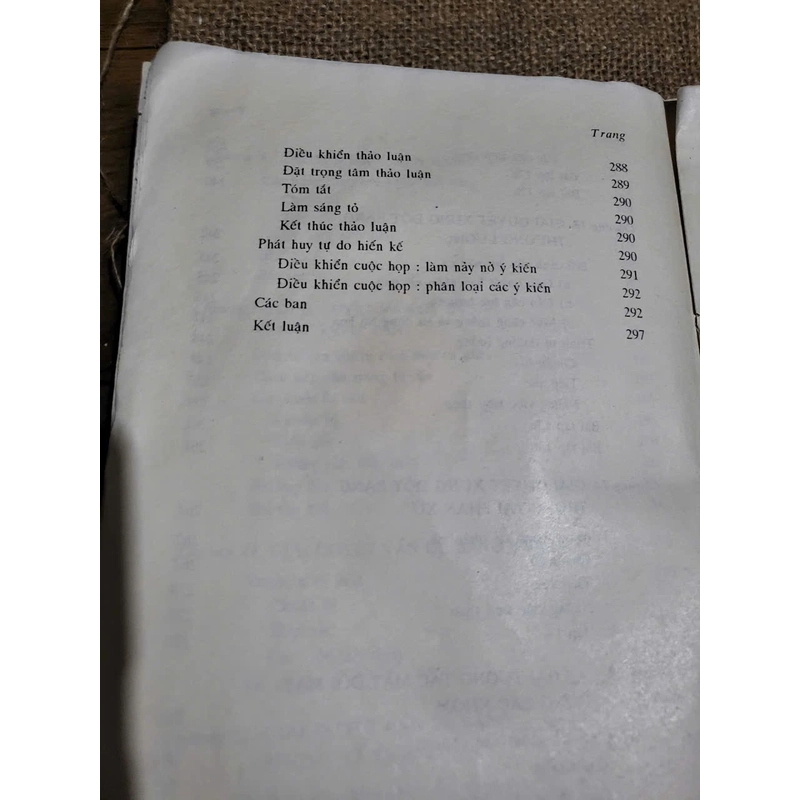 Trang
Điều khiển thảo luận 288
Đặt trọng tâm thảo luận 289
Tóm tắt 290
Làm sáng tỏ 290
Kết thúc thảo luận 290
Phát huy tự do hiến kế 290
Điều khiển cuộc họp : làm nảy nở ý kiến 291
Điều khiển cuộc họp : phân loại các ý kiến 292
Các ban 292
Kết luận 297